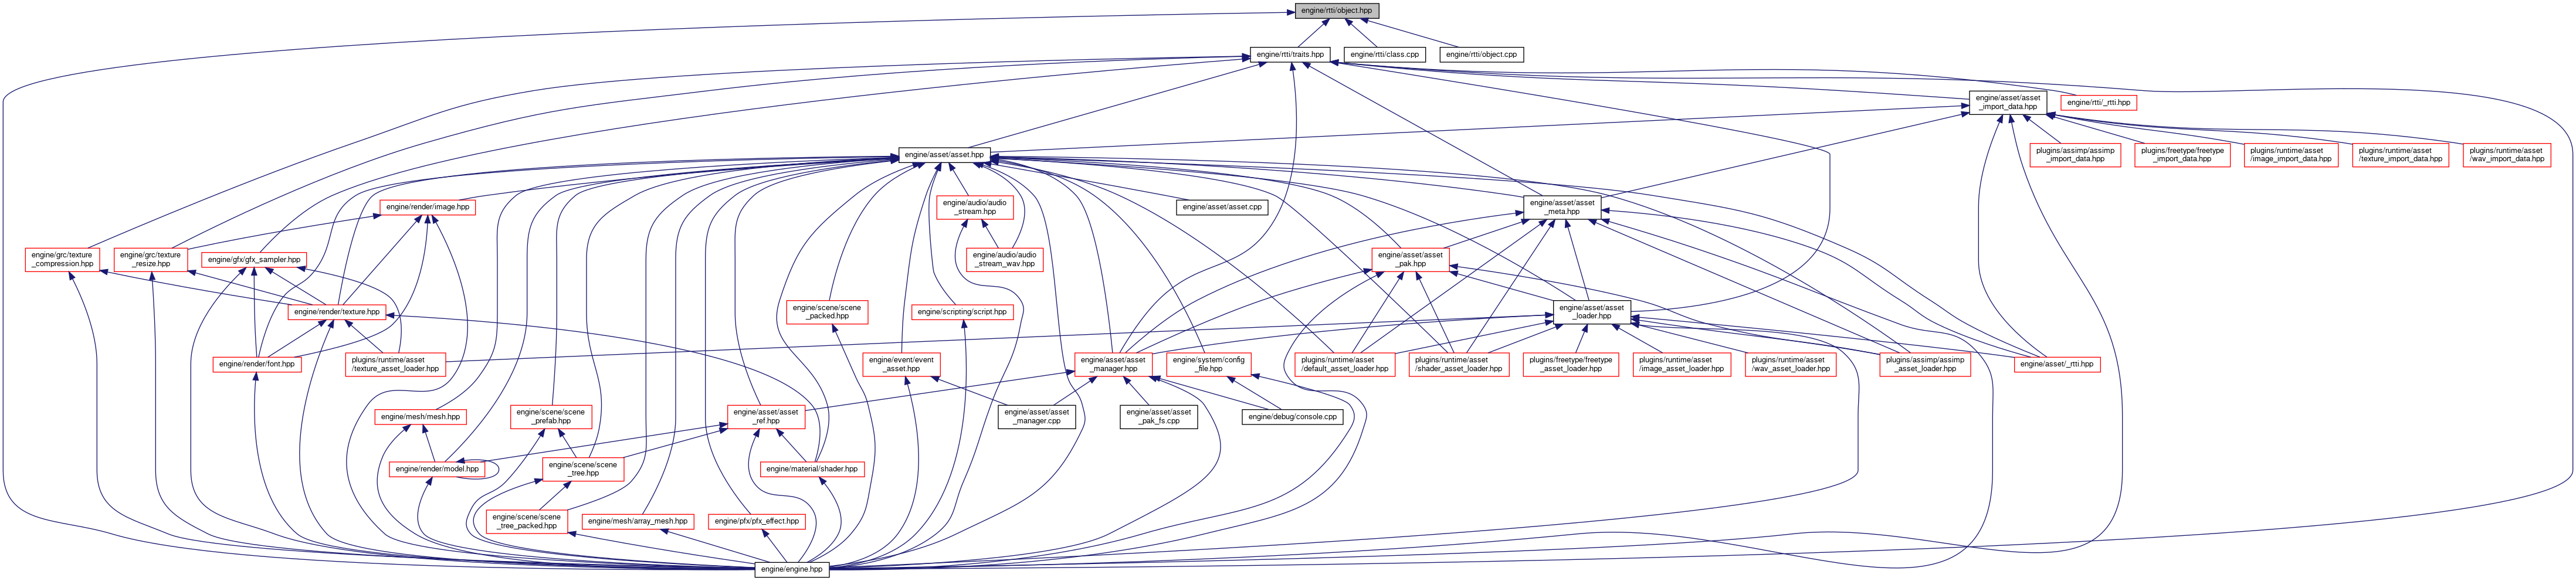 engine/rtti/object.hpp
engine/rtti/traits.hpp
engine/rtti/class.cpp
engine/rtti/object.cpp
engine/asset/asset
_import_data.hpp
engine/rtti/_rtti.hpp
engine/asset/asset.hpp
plugins/assimp/assimp
_import_data.hpp
plugins/freetype/freetype
_import_data.hpp
plugins/runtime/asset
/image_import_data.hpp
plugins/runtime/asset
/texture_import_data.hpp
plugins/runtime/asset
/wav_import_data.hpp
engine/render/image.hpp
engine/audio/audio
_stream.hpp
engine/asset/asset.cpp
engine/asset/asset
_meta.hpp
engine/grc/texture
_compression.hpp
engine/grc/texture
_resize.hpp
engine/gfx/gfx_sampler.hpp
engine/audio/audio
_stream_wav.hpp
engine/asset/asset
_pak.hpp
engine/render/texture.hpp
engine/scene/scene
_packed.hpp
engine/scripting/script.hpp
engine/asset/asset
_loader.hpp
engine/render/font.hpp
plugins/runtime/asset
/texture_asset_loader.hpp
engine/event/event
_asset.hpp
engine/asset/asset
_manager.hpp
engine/system/config
_file.hpp
plugins/runtime/asset
/default_asset_loader.hpp
plugins/runtime/asset
/shader_asset_loader.hpp
plugins/freetype/freetype
_asset_loader.hpp
plugins/runtime/asset
/image_asset_loader.hpp
plugins/runtime/asset
/wav_asset_loader.hpp
plugins/assimp/assimp
_asset_loader.hpp
engine/asset/_rtti.hpp
engine/mesh/mesh.hpp
engine/scene/scene
_prefab.hpp
engine/asset/asset
_ref.hpp
engine/asset/asset
_manager.cpp
engine/asset/asset
_pak_fs.cpp
engine/debug/console.cpp
engine/render/model.hpp
engine/scene/scene
_tree.hpp
engine/material/shader.hpp
engine/scene/scene
_tree_packed.hpp
engine/mesh/array_mesh.hpp
engine/pfx/pfx_effect.hpp
engine/engine.hpp